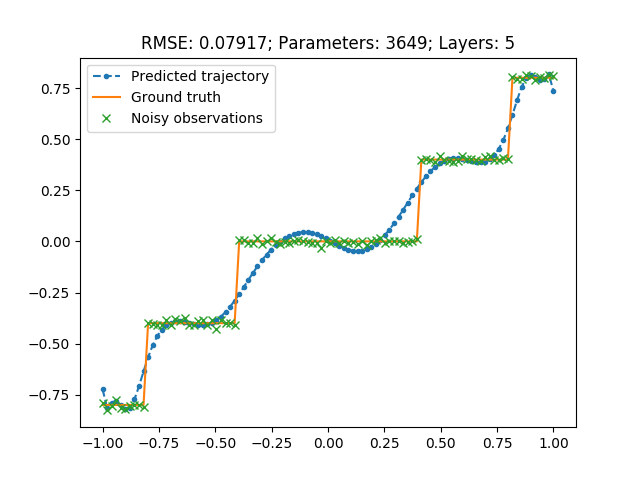 RMSE: 0.07917; Parameters: 3649; Layers: 5
Predicted trajectory
Ground truth
Noisy observations
0.75
0.50
0.25
0.00
−0.25
−0.50
−0.75
−1.00 −0.75 −0.50 −0.25 0.00 0.25 0.50 0.75 1.00